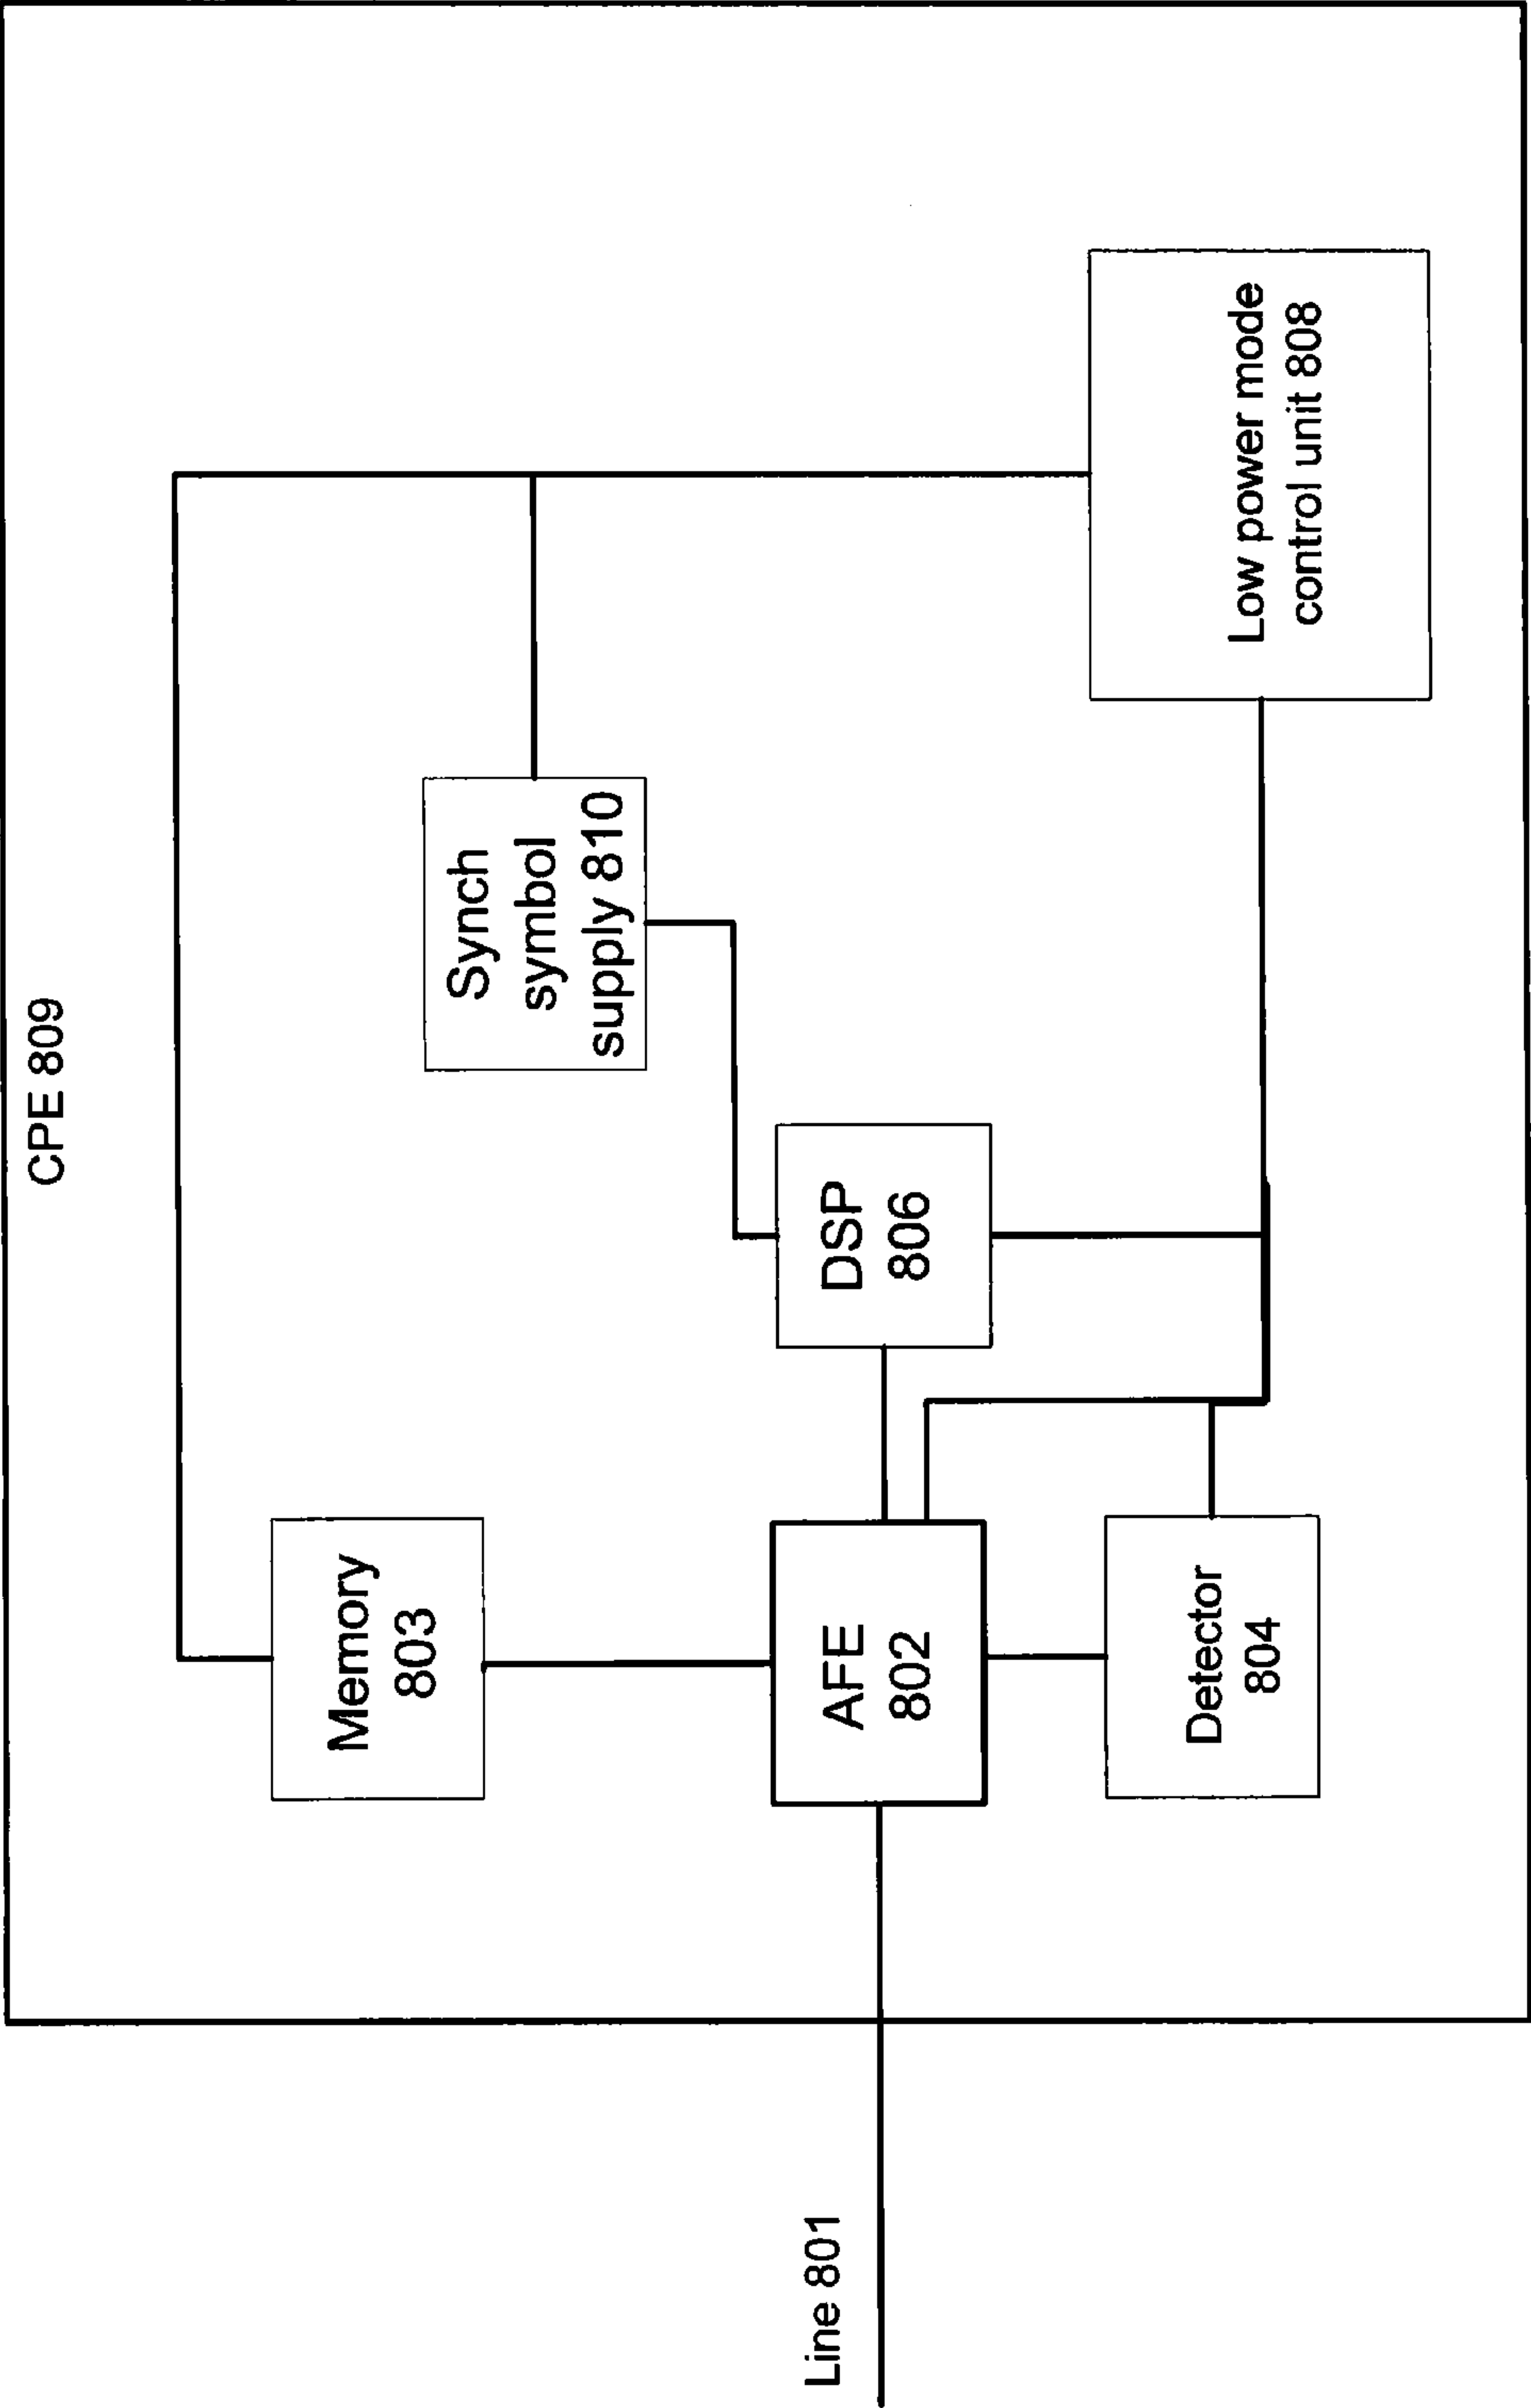 CPE 809
Memory
803
Synch
symbol
supply 810
Line 801
AFE
802
DSP
806
Detector
804
Low power mode
control unit 808